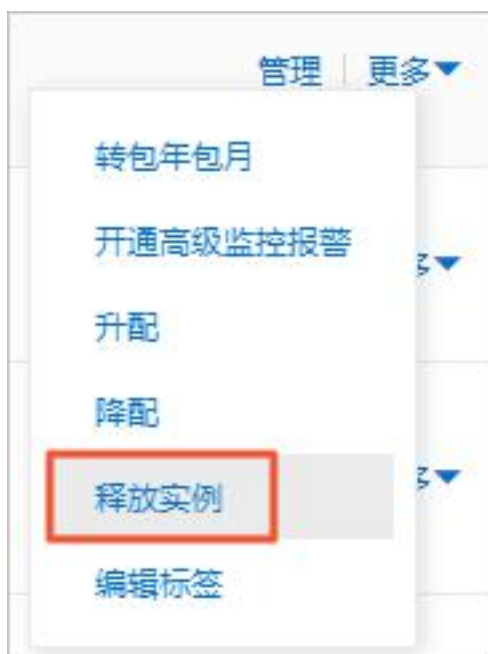 管理 更多
转包年包月
开通高级监控报警
多
升配
降配
释放实例
多
编辑标签